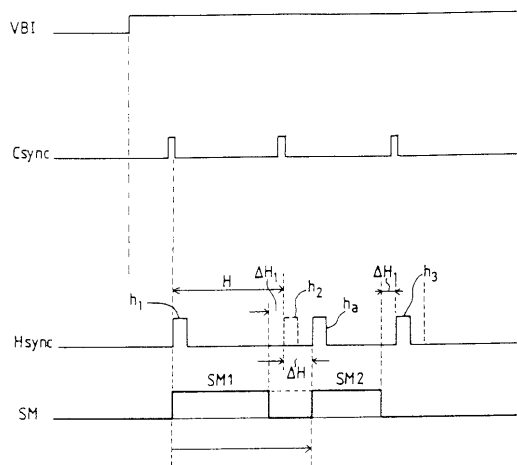 VBI
Csync
ΔH1
H
h2
ΔH1
h3
h1
ha
Hsync
ΔH
SM1
SM2
SM